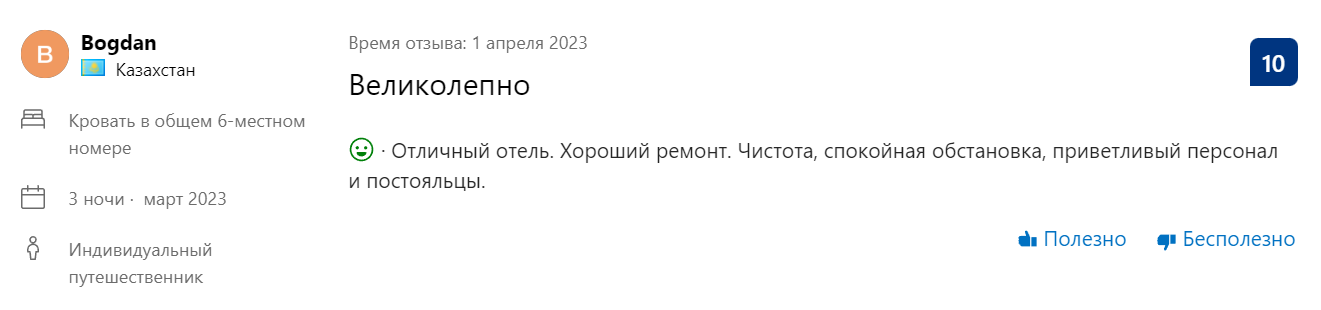 B
Bogdan
Казахстан
Кровать в общем 6-местном
номере
3 ночи · март 2023
Индивидуальный
путешественник
Время отзыва: 1 апреля 2023
10
Великолепно
· Отличный отель. Хороший ремонт. Чистота, спокойная обстановка, приветливый персонал
и постояльцы.
Полезно
Бесполезно